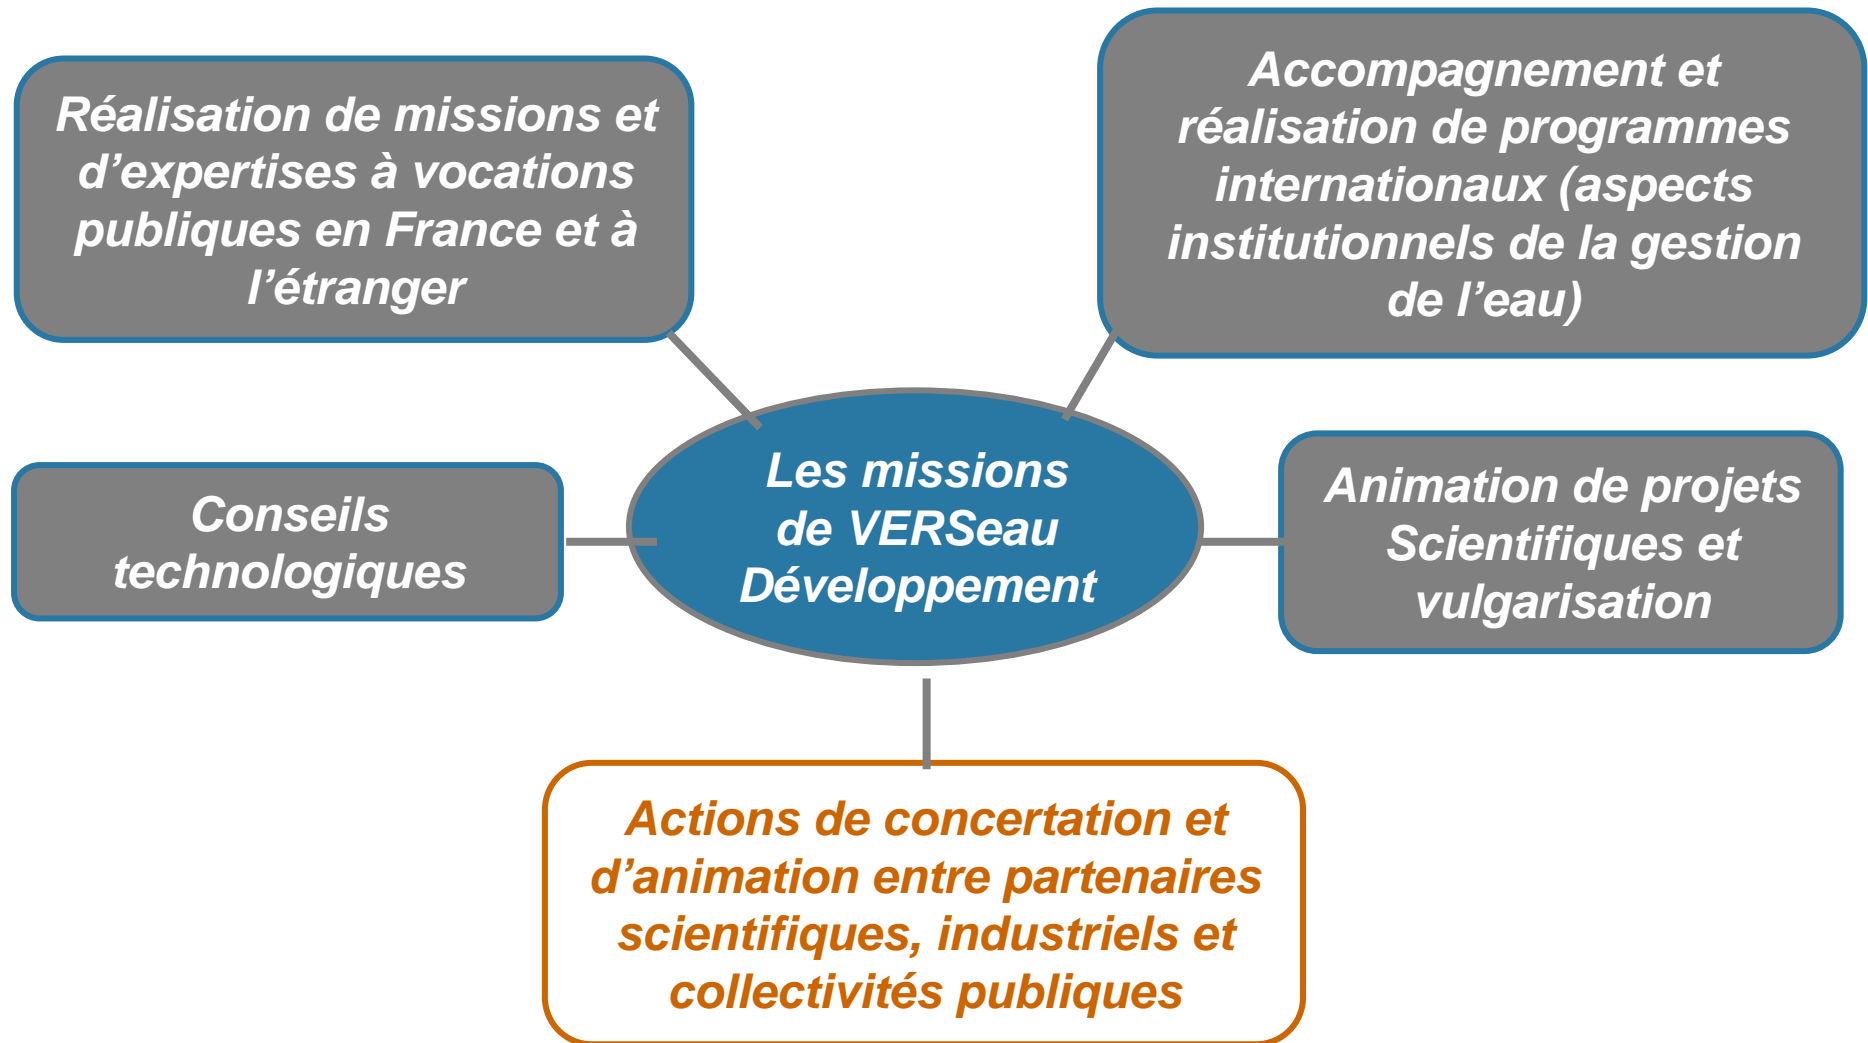 Réalisation de missions et
d’expertises à vocations
publiques en France et à
l’étranger
Accompagnement et
réalisation de programmes
internationaux (aspects
institutionnels de la gestion
de l’eau)
Conseils
technologiques
Les missions
de VERSeau
Développement
Animation de projets
Scientifiques et
vulgarisation
Actions de concertation et
d’animation entre partenaires
scientifiques, industriels et
collectivités publiques